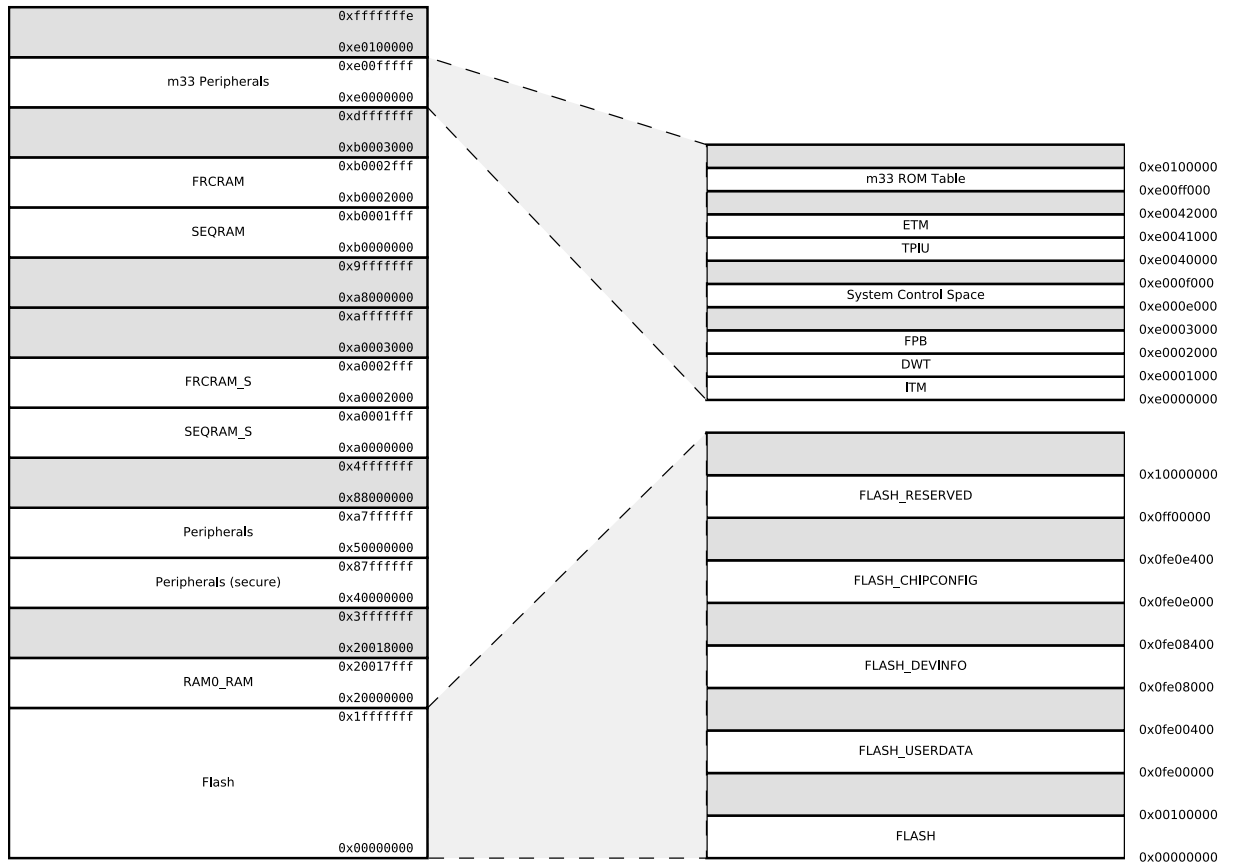 0xfffffffe
0xe0100000
0xe00fffff
m33 Peripherals
0xe0000000
0xdfffffff
0xb0003000
0xb0002fff
FRCRAM
0xb0002000
0xb0001fff
SEQRAM
0xb0000000
0x9fffffff
0xa8000000
0xafffffff
0xa0003000
0xa0002fff
FRCRAM_S
0xa0002000
0xa0001fff
SEQRAM_S
0xa0000000
0x4fffffff
0x88000000
0xa7ffffff
Peripherals
0x50000000
0x87ffffff
Peripherals (secure)
0x40000000
0x3fffffff
0x20018000
0x20017fff
RAM0_RAM
0x20000000
0x1fffffff
Flash
0x00000000
0xe0100000
m33 ROM Table
0xe00ff000
0xe0042000
ETM
0xe0041000
TPIU
0xe0040000
0xe000f000
System Control Space
0xe000e000
0xe0003000
FPB
0xe0002000
DWT
0xe0001000
ITM
0xe0000000
0x10000000
FLASH_RESERVED
0x0ff00000
0x0fe0e400
FLASH_CHIPCONFIG
0x0fe0e000
0x0fe08400
FLASH_DEVINFO
0x0fe08000
0x0fe00400
FLASH_USERDATA
0x0fe00000
0x00100000
FLASH
0x00000000